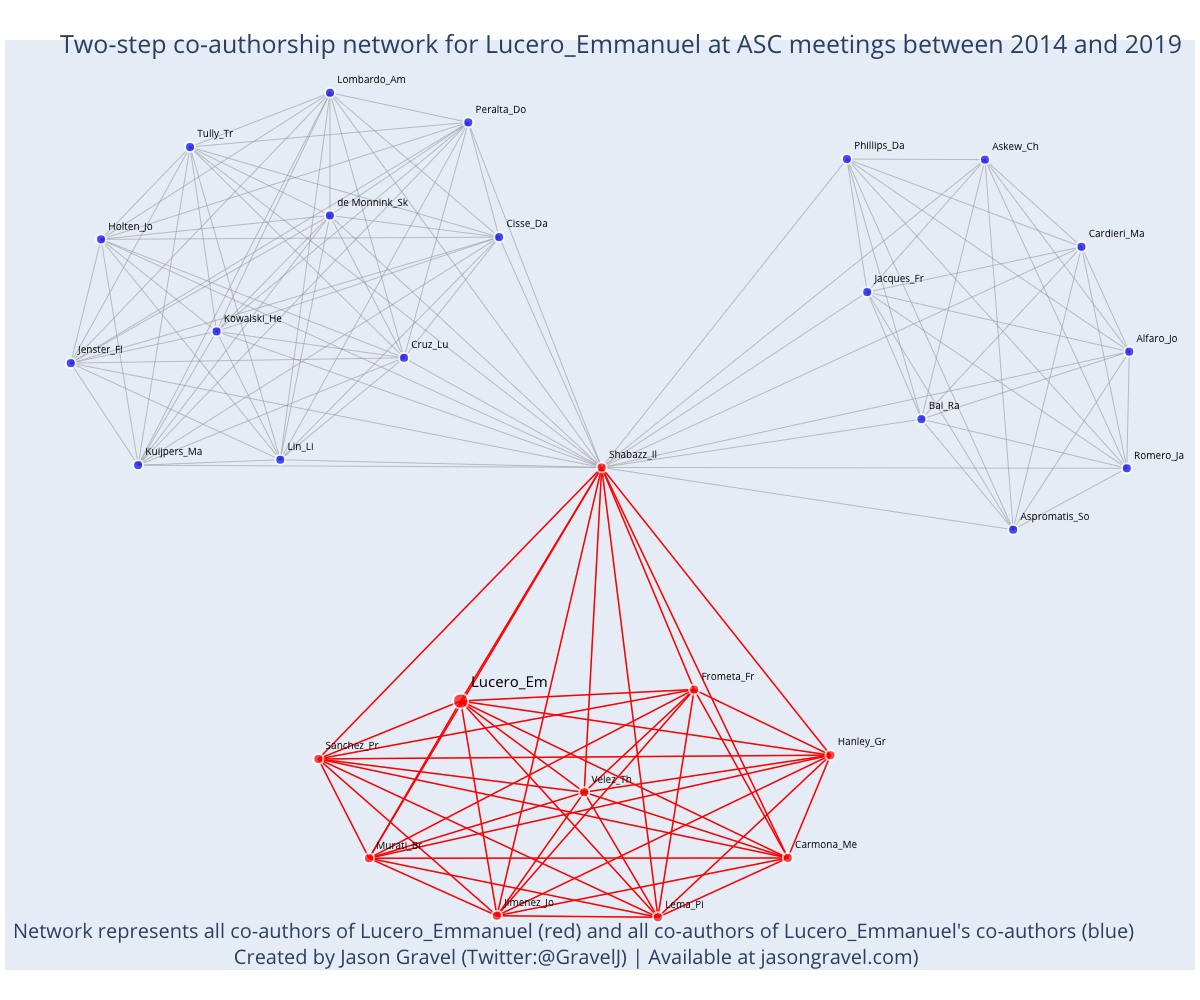 Two-step co-authorship network for Lucero_Emmanuel at ASC meetings between 2014 and 2019
Lombardo_Am
Peralta_Do
Tully_Tr
Phillips_Da
Askew_Ch
de Monnink_Sk
Cisse_Da
Holten_Jo
Cardieri_Ma
Jacques_Fr
Kowalski_He
Cruz_Lu
Jenster_Fl
Alfaro_Jo
Bai_Ra
Lin_Li
Kuijpers_Ma
Shabazz_Il
Romero_Ja
Aspromatis_So
Lucero_Em
Frometa_Fr
Sanchez_Pr
Hanley_Gr
Velez_Th
Murati_Br
Carmona_Me
Jimenez_Jo
Lema_Pi
Network represents all co-authors of Lucero_Emmanuel (red) and all co-authors of Lucero_Emmanuel's co-authors (blue)
Created by Jason Gravel (Twitter:@GravelJ) | Available at jasongravel.com)